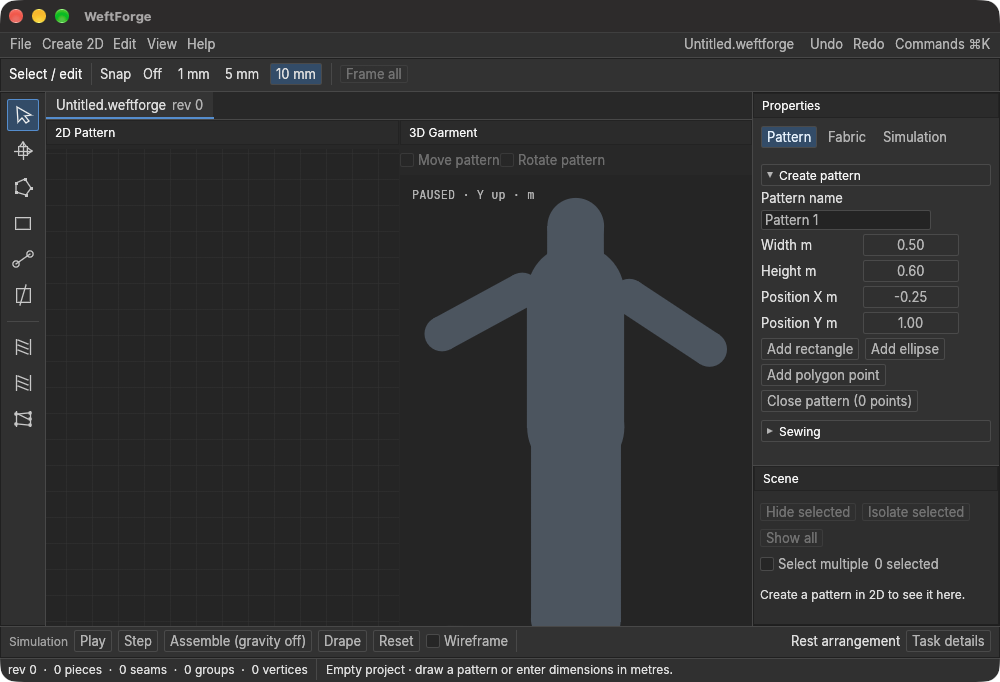 WeftForge
File Create 2D Edit View Help Untitled.weftforge Undo Redo Commands ⌘K
Select / edit Snap Off 1 mm 5 mm 10 mm Frame all
Untitled.weftforge rev 0
2D Pattern
3D Garment
Move pattern Rotate pattern
PAUSED · Y up · m
Properties
Pattern Fabric Simulation
Create pattern
Pattern name
Pattern 1
Width m 0.50
Height m 0.60
Position X m -0.25
Position Y m 1.00
Add rectangle Add ellipse
Add polygon point
Close pattern (0 points)
Sewing
Scene
Hide selected Isolate selected
Show all
Select multiple 0 selected
Create a pattern in 2D to see it here.
Simulation Play Step Assemble (gravity off) Drape Reset Wireframe Rest arrangement Task details
rev 0 · 0 pieces · 0 seams · 0 groups · 0 vertices Empty project · draw a pattern or enter dimensions in metres.